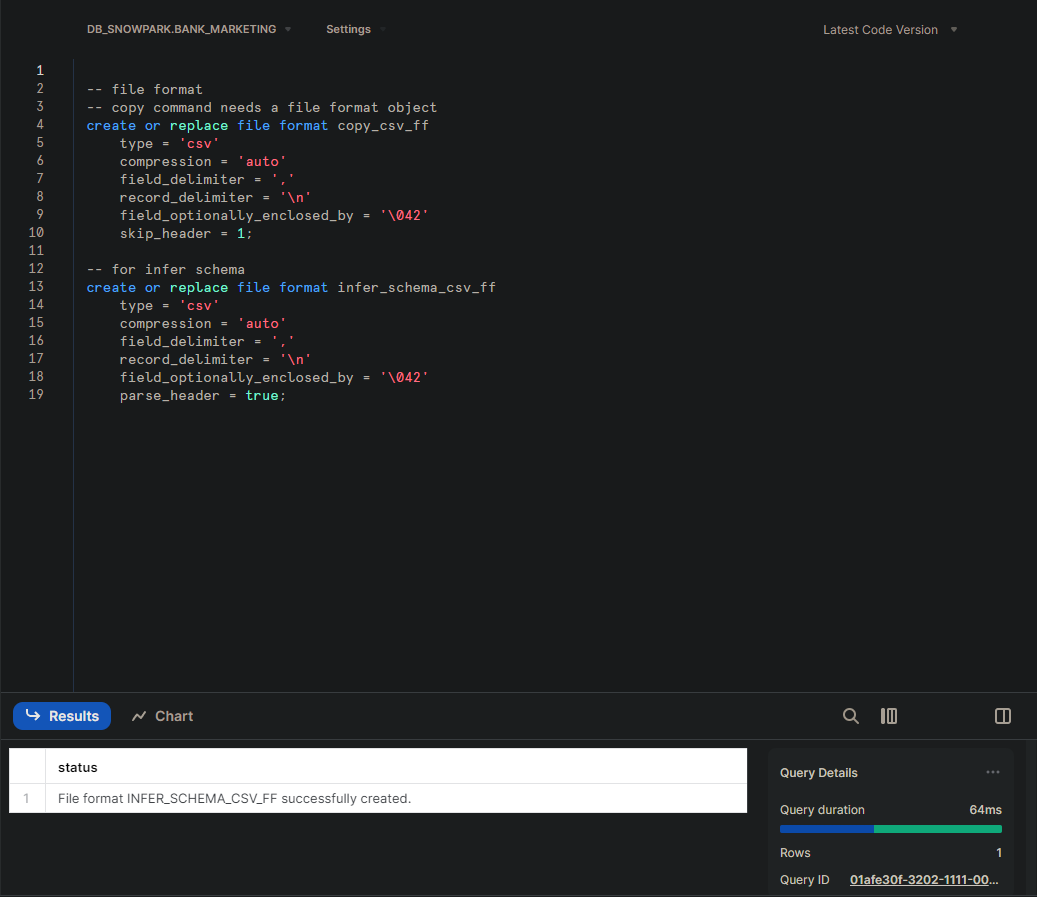 DB_SNOWPARK.BANK_MARKETING Settings Latest Code Version
1
2 -- file format
3 -- copy command needs a file format object
4 create or replace file format copy_csv_ff
5 type = 'csv'
6 compression = 'auto'
7 field_delimiter = ','
8 record_delimiter = '\n'
9 field_optionally_enclosed_by = '\042'
10 skip_header = 1;
11
12 -- for infer schema
13 create or replace file format infer_schema_csv_ff
14 type = 'csv'
15 compression = 'auto'
16 field_delimiter = ','
17 record_delimiter = '\n'
18 field_optionally_enclosed_by = '\042'
19 parse_header = true;
Results Chart
status
1 File format INFER_SCHEMA_CSV_FF successfully created.
Query Details ...
Query duration 64ms
Rows 1
Query ID 01afe30f-3202-1111-00...